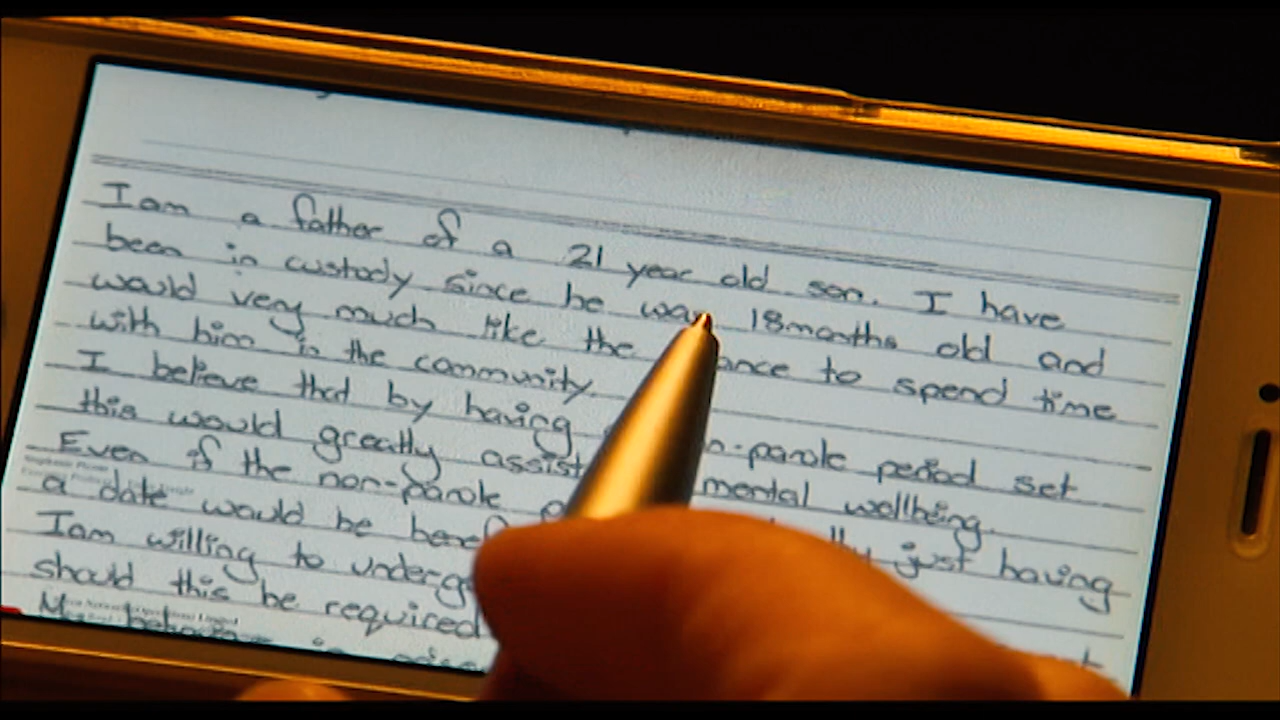 I am a father of a 21 year old son. I have
been in custody since he was 18months old and
would very much like the ance to spend time
with him in the community.
I believe that by having n-parole period set
this would greatly assist mental wellbeing.
Even if the non-parole just having
a date would be
I am willing to
should this be required
My